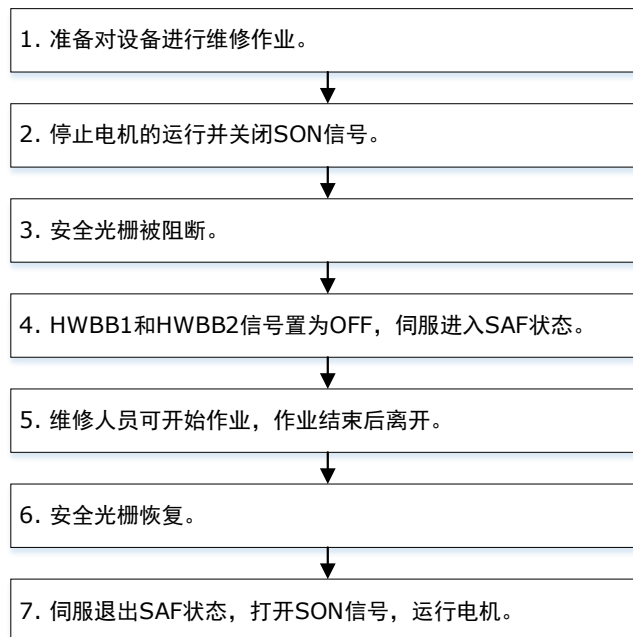 1. 准备对设备进行维修作业。
2. 停止电机的运行并关闭SON信号。
3. 安全光栅被阻断。
4. HWBB1和HWBB2信号置为OFF，伺服进入SAF状态。
5. 维修人员可开始作业，作业结束后离开。
6. 安全光栅恢复。
7. 伺服退出SAF状态，打开SON信号，运行电机。